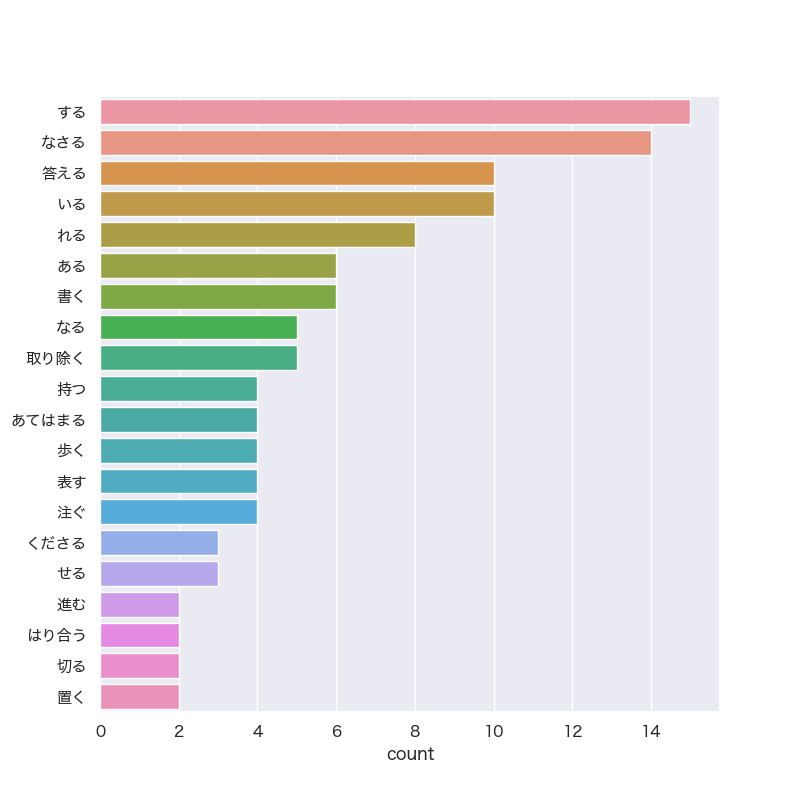 する
なさる
答える
いる
れる
ある
書く
なる
取り除く
持つ
あてはまる
歩く
表す
注ぐ
くださる
せる
進む
はり合う
切る
置く
0 2 4 6 8 10 12 14
count